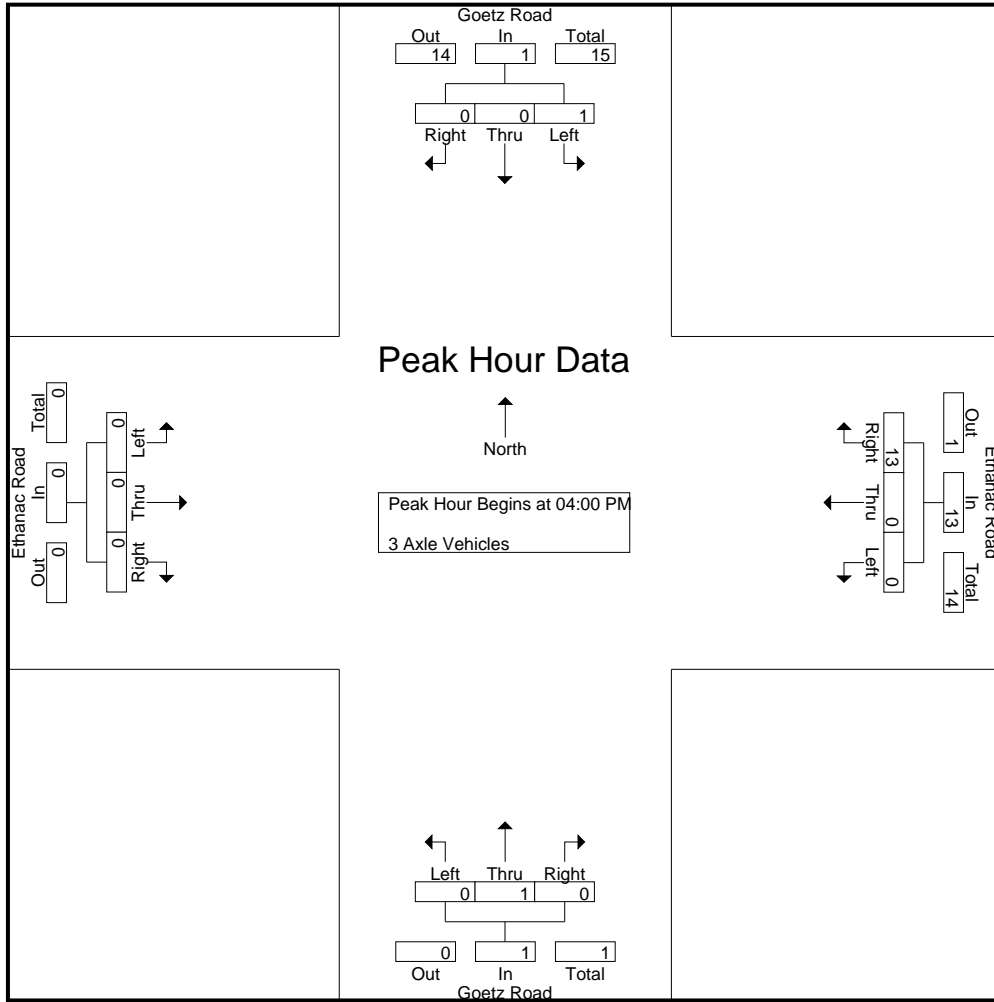 Goetz Road
Out In Total
14 1 15
0 0 1
Right Thru Left
Peak Hour Data
North
Peak Hour Begins at 04:00 PM
3 Axle Vehicles
Ethanac Road
Total In Out
0 0 0
0 0 0
Left Thru Right
Right Thru Left
13 0 0
Out In Total
1 13 14
Ethanac Road
Left Thru Right
0 1 0
0 1 1
Out In Total
Goetz Road